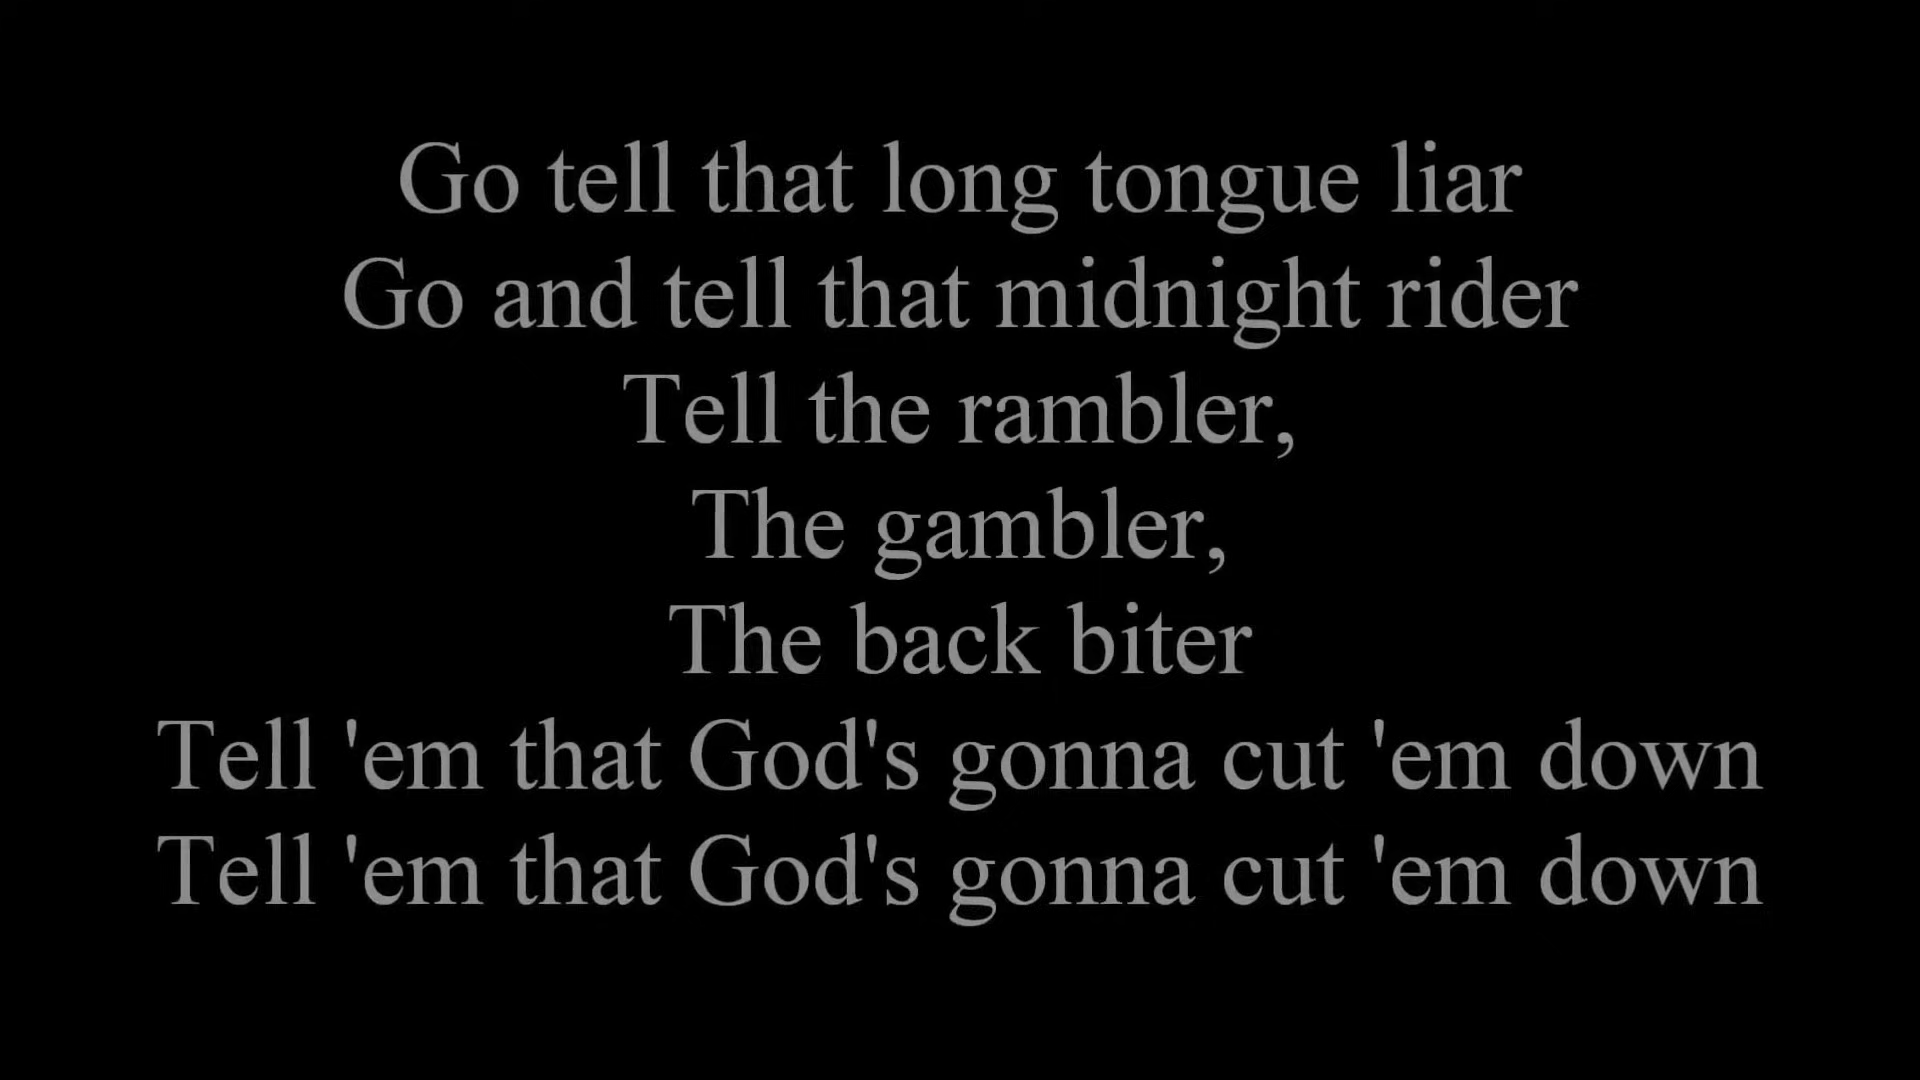 Go tell that long tongue liar
Go and tell that midnight rider
Tell the rambler,
The gambler,
The back biter
Tell 'em that God's gonna cut 'em down
Tell 'em that God's gonna cut 'em down